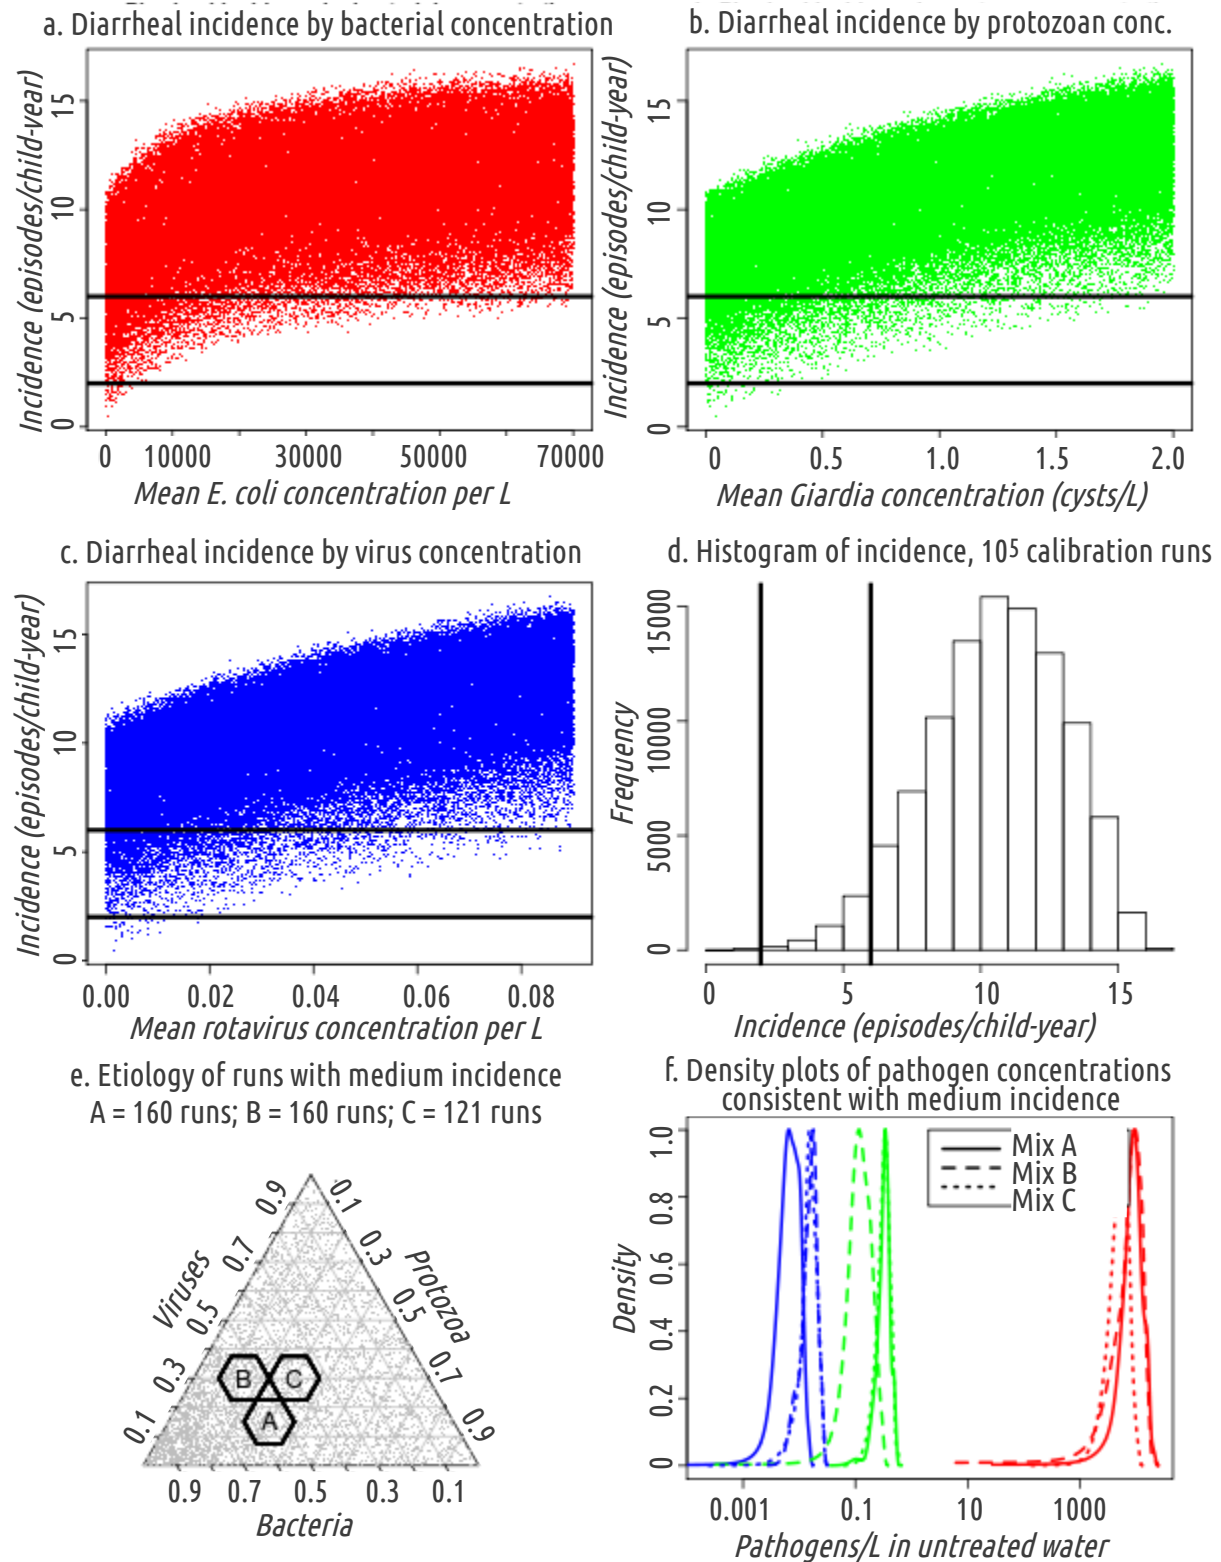 a. Diarrheal incidence by bacterial concentration
Incidence (episodes/child-year)
15
10
5
0
0 10000 30000 50000 70000
Mean E. coli concentration per L
b. Diarrheal incidence by protozoan conc.
Incidence (episodes/child-year)
15
10
5
0
0 0.5 1.0 1.5 2.0
Mean Giardia concentration (cysts/L)
c. Diarrheal incidence by virus concentration
Incidence (episodes/child-year)
15
10
5
0
0.00 0.02 0.04 0.06 0.08
Mean rotavirus concentration per L
d. Histogram of incidence, 10⁵ calibration runs
Frequency
15000
10000
5000
0
0 5 10 15
Incidence (episodes/child-year)
e. Etiology of runs with medium incidence
A = 160 runs; B = 160 runs; C = 121 runs
Viruses
0.9
0.7
0.5
0.3
0.1
Protozoa
0.1
0.3
0.5
0.7
0.9
B C
A
0.9 0.7 0.5 0.3 0.1
Bacteria
f. Density plots of pathogen concentrations
consistent with medium incidence
Density
1.0
0.8
0.6
0.4
0.2
0
Mix A
Mix B
Mix C
0.001 0.1 10 1000
Pathogens/L in untreated water